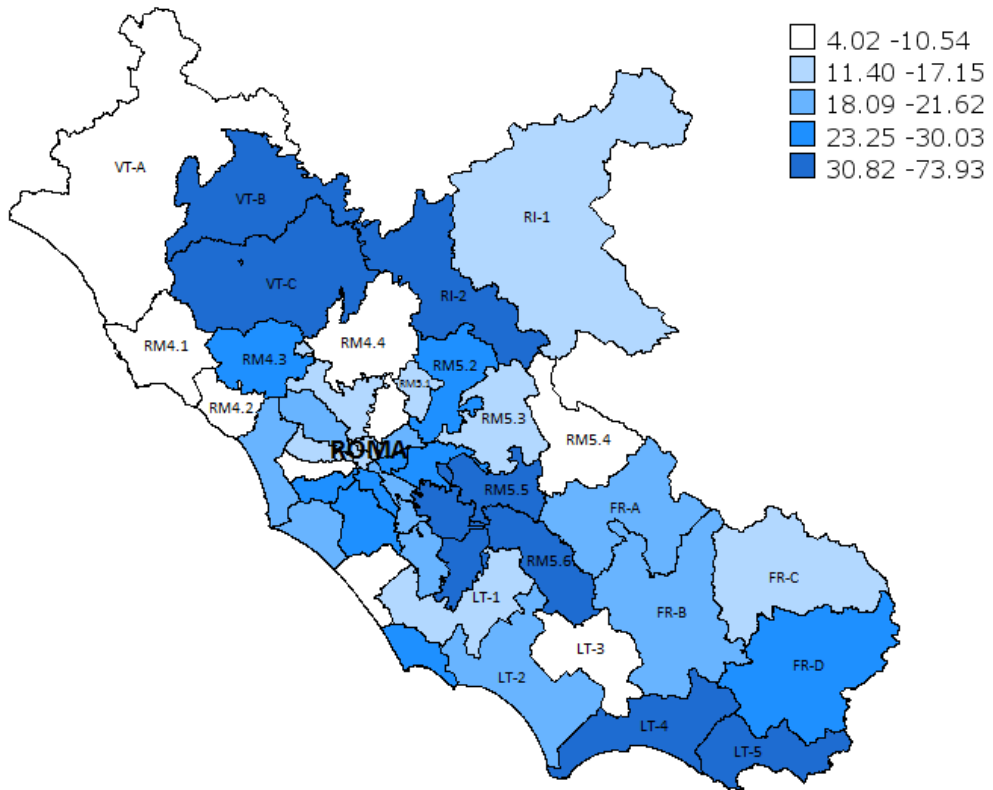 4.02 -10.54
11.40 -17.15
18.09 -21.62
23.25 -30.03
30.82 -73.93
VT-A
VT-B
RI-1
VT-C
RI-2
RM4.1
RM4.3
RM4.4
RM5.2
RM5.1
RM4.2
RM5.3
RM5.4
ROMA
RM5.5
FR-A
RM5.6
FR-C
LT-1
FR-B
LT-3
FR-D
LT-2
LT-4
LT-5